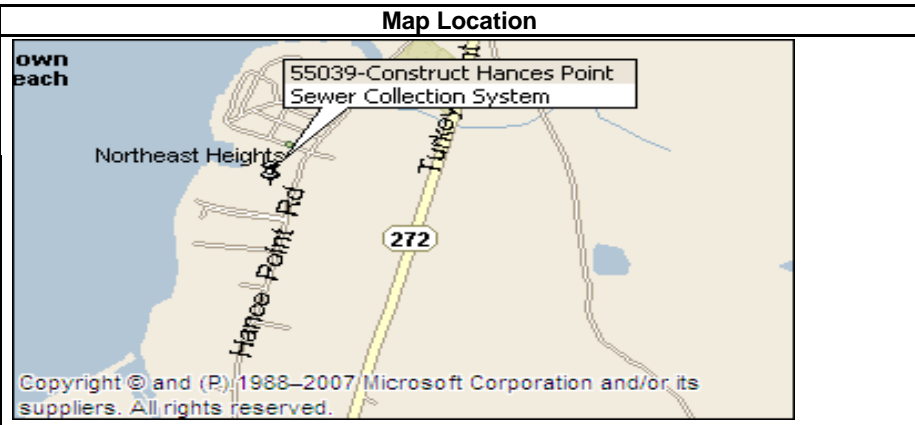 Map Location
own
each
55039-Construct Hances Point
Sewer Collection System
Northeast Heights
Turkey
272
Hance Point Rd
Copyright © and (P) 1988–2007 Microsoft Corporation and/or its
suppliers. All rights reserved.